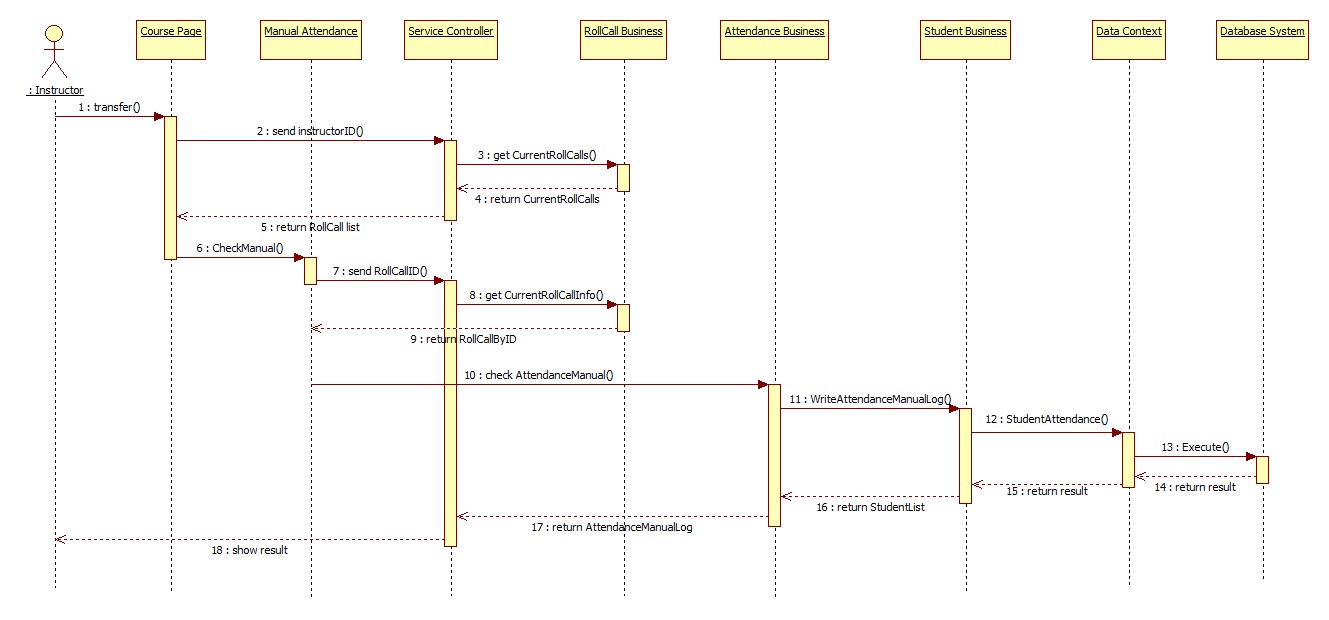 Course Page
Manual Attendance
Service Controller
RollCall Business
Attendance Business
Student Business
Data Context
Database System
: Instructor
1 : transfer()
2 : send instructorID()
3 : get CurrentRollCalls()
4 : return CurrentRollCalls
5 : return RollCall list
6 : CheckManual()
7 : send RollCallID()
8 : get CurrentRollCallInfo()
9 : return RollCallByID
10 : check AttendanceManual()
11 : WriteAttendanceManualLog()
12 : StudentAttendance()
13 : Execute()
14 : return result
15 : return result
16 : return StudentList
17 : return AttendanceManualLog
18 : show result